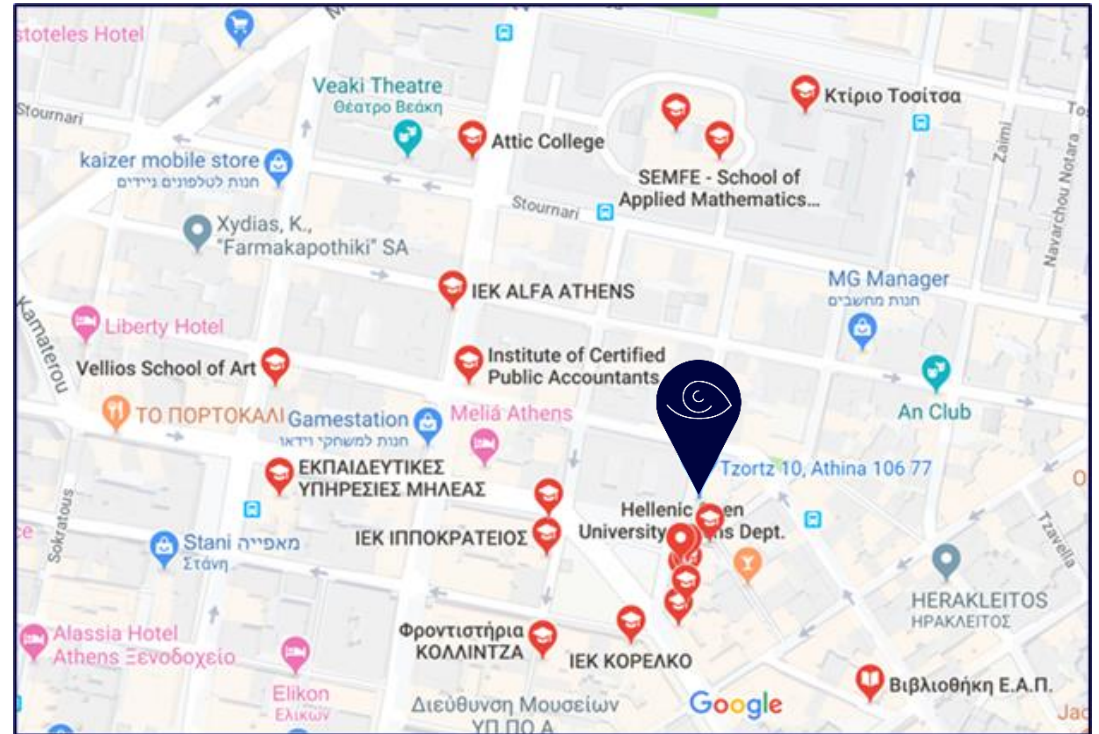 stoteles Hotel
Veaki Theatre
Θέατρο Βεάκη
Κτίριο Τοσίτσα
Stournari
Attic College
Zaimi
kaizer mobile store
חנות לטלפונים ניידים
SEMFE - School of
Applied Mathematics...
Stournari
Navarchou Notara
Xydias, K.,
"Farmakapothiki" SA
MG Manager
חנות מחשבים
IEK ALFA ATHENS
Kamaterou
Liberty Hotel
Vellios School of Art
Institute of Certified
Public Accountants
An Club
ΤΟ ΠΟΡΤΟΚΑΛΙ
Gamestation
חנות למשחקי וידאו
Meliá Athens
Tzortz 10, Athina 106 77
ΕΚΠΑΙΔΕΥΤΙΚΕΣ
ΥΠΗΡΕΣΙΕΣ ΜΗΛΕΑΣ
Hellenic
University
Dept.
Sokratous
ΙΕΚ ΙΠΠΟΚΡΑΤΕΙΟΣ
Tzavella
Stani מאפייה
Στάνη
HERAKLEITOS
ΗΡΑΚΛΕΙΤΟΣ
Alassia Hotel
Athens Ξενοδοχείο
Φροντιστήρια
ΚΟΛΛΙΝΤΖΑ
ΙΕΚ ΚΟΡΕΛΚΟ
Elikon
Ελικών
Διεύθυνση Μουσείων
ΥΠ.ΠΟ.Α
Google
Βιβλιοθήκη Ε.Α.Π.